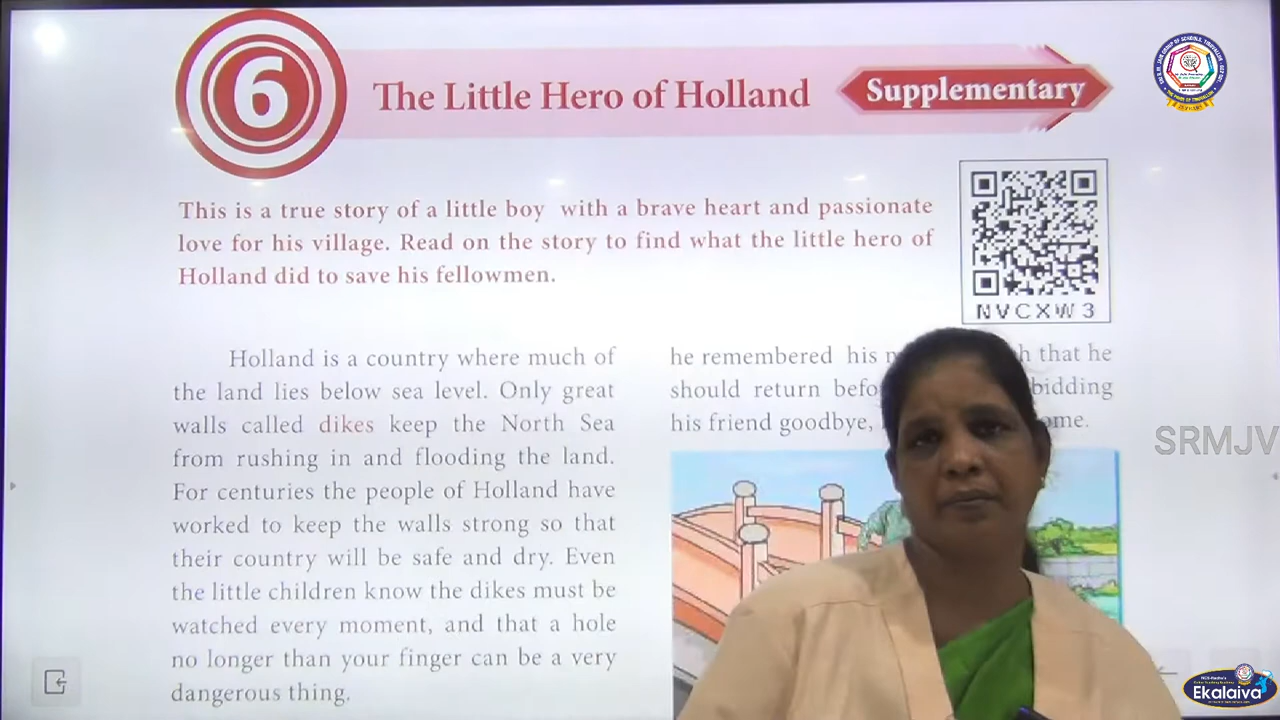 6
The Little Hero of Holland
Supplementary
This is a true story of a little boy with a brave heart and passionate
love for his village. Read on the story to find what the little hero of
Holland did to save his fellowmen.
NVCXW3
Holland is a country where much of
the land lies below sea level. Only great
walls called dikes keep the North Sea
from rushing in and flooding the land.
For centuries the people of Holland have
worked to keep the walls strong so that
their country will be safe and dry. Even
the little children know the dikes must be
watched every moment, and that a hole
no longer than your finger can be a very
dangerous thing.
he remembered his that he
should return bidding
his friend goodbye,
SRMJV
Ekalaiva